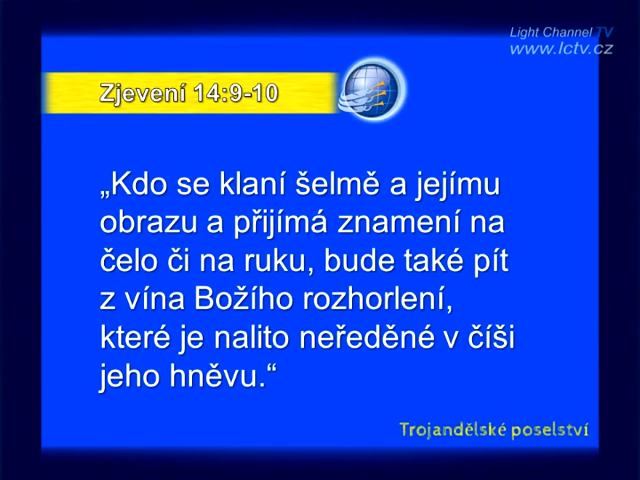 Light Channel TV
www.lctv.cz
Zjevení 14:9-10
„Kdo se klaní šelmě a jejímu
obrazu a přijímá znamení na
čelo či na ruku, bude také pít
z vína Božího rozhorlení,
které je nalito neředěné v číši
jeho hněvu.“
Trojandělské poselství